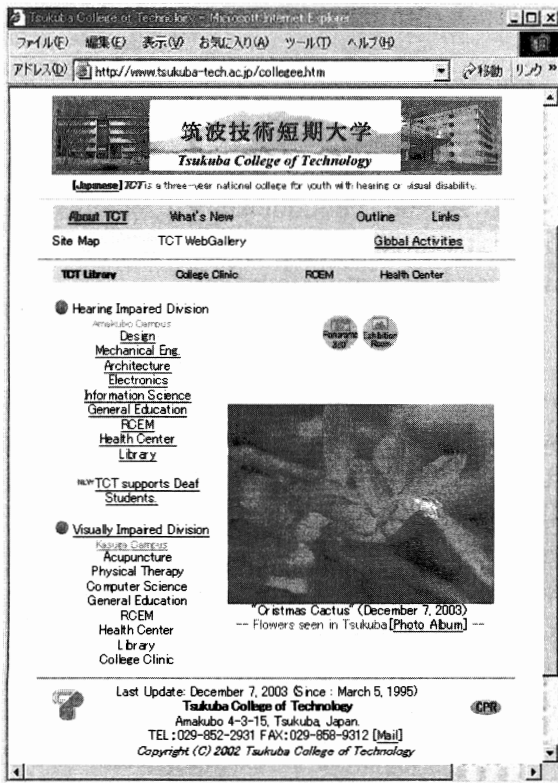 Tsukuba College of Technology - Microsoft Internet Explorer
ファイル(F) 編集(E) 表示(V) お気に入り(A) ツール(T) ヘルプ(H)
アドレス(D) http://www.tsukuba-tech.ac.jp/collegee.htm 移動 リンク »
筑波技術短期大学
Tsukuba College of Technology
[Japanese] TCT is a three-year national college for youth with hearing or visual disability.
About TCT What's New Outline Links
Site Map TCT WebGallery Global Activities
TCT Library College Clinic RCEM Health Center
Hearing Impaired Division
Amakubo Campus
Design
Mechanical Eng.
Architecture
Electronics
Information Science
General Education
RCEM
Health Center
Library
Panorama
Exhibition
Room
NEW TCT supports Deaf
Students.
Visually Impaired Division
Kasuga Campus
Acupuncture
Physical Therapy
Computer Science
General Education
RCEM
Health Center
Library
College Clinic
"Cristmas Cactus" (December 7, 2003)
-- Flowers seen in Tsukuba [Photo Album] --
Last Update: December 7, 2003 (Since : March 5, 1995)
Tsukuba College of Technology
Amakubo 4-3-15, Tsukuba, Japan.
TEL:029-852-2931 FAX:029-858-9312 [Mail]
Copyright (C) 2002 Tsukuba College of Technology
CPR